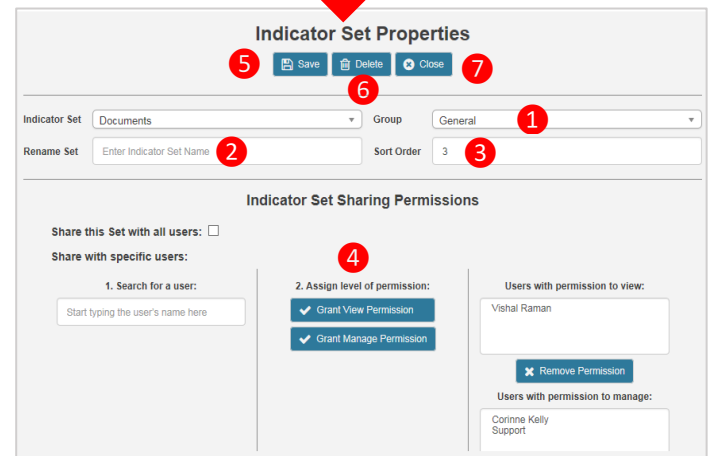 Indicator Set Properties
5 Save Delete Close 7
6
Indicator Set Documents Group General 1
Rename Set Enter Indicator Set Name 2 Sort Order 3 3
Indicator Set Sharing Permissions
Share this Set with all users:
Share with specific users:
4
1. Search for a user:
Start typing the user's name here
2. Assign level of permission:
Grant View Permission
Grant Manage Permission
Users with permission to view:
Vishal Raman
Remove Permission
Users with permission to manage:
Corinne Kelly
Support